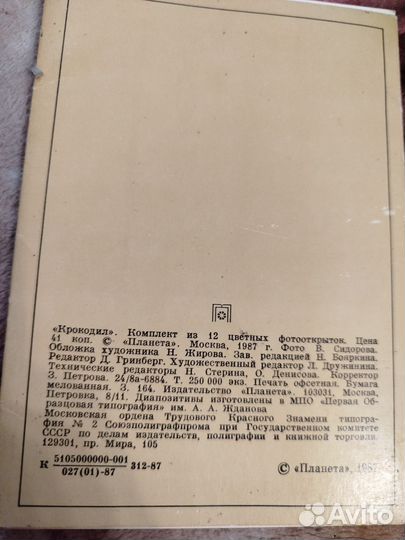 «Крокодил». Комплект из 12 цветных фотооткрыток. Цена
41 коп. © «Планета». Москва, 1987 г. Фото В. Сидорова.
Обложка художника Н. Жирова. Зав. редакцией Н. Бояркина.
Редактор Д. Гринберг. Художественный редактор Л. Дружинина.
Технические редакторы Н. Стерина, О. Денисова. Корректор
З. Петрова. 24/8а-6884. Т. 250 000 экз. Печать офсетная. Бумага
мелованная. З. 164. Издательство «Планета». 103031, Москва,
Петровка, 8/11. Диапозитивы изготовлены в МПО «Первая Об-
разцовая типография» им. А. А. Жданова
Московская ордена Трудового Красного Знамени типогра-
фия № 2 Союзполиграфпрома при Государственном комитете
СССР по делам издательств, полиграфии и книжной торговли.
129301, пр. Мира, 105
К 5105000000-001
027(01)-87 312-87
© «Планета», 1987
Avito